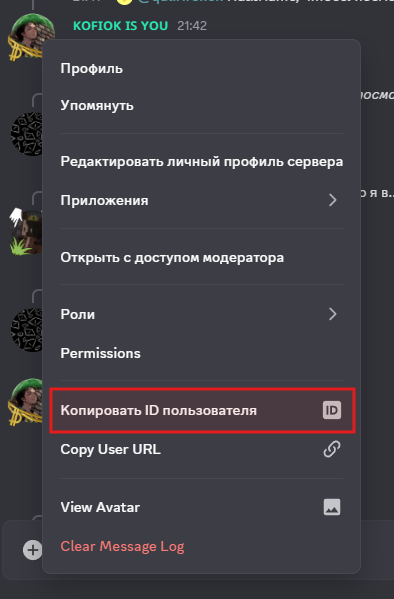 KOFIOK IS YOU 21:42
Профиль
Упомянуть
Редактировать личный профиль сервера
Приложения
Открыть с доступом модератора
Роли
Permissions
Копировать ID пользователя ID
Copy User URL
View Avatar
Clear Message Log